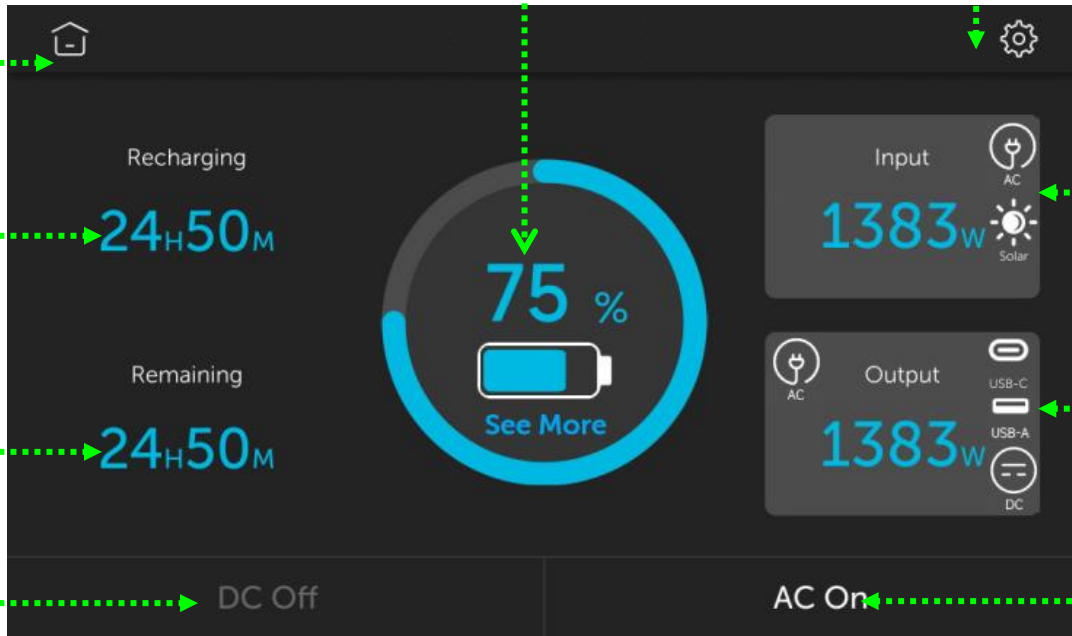 Recharging
24H50M
Remaining
24H50M
75 %
See More
Input
1383W
AC
Solar
Output
1383W
AC
USB-C
USB-A
DC
DC Off
AC On